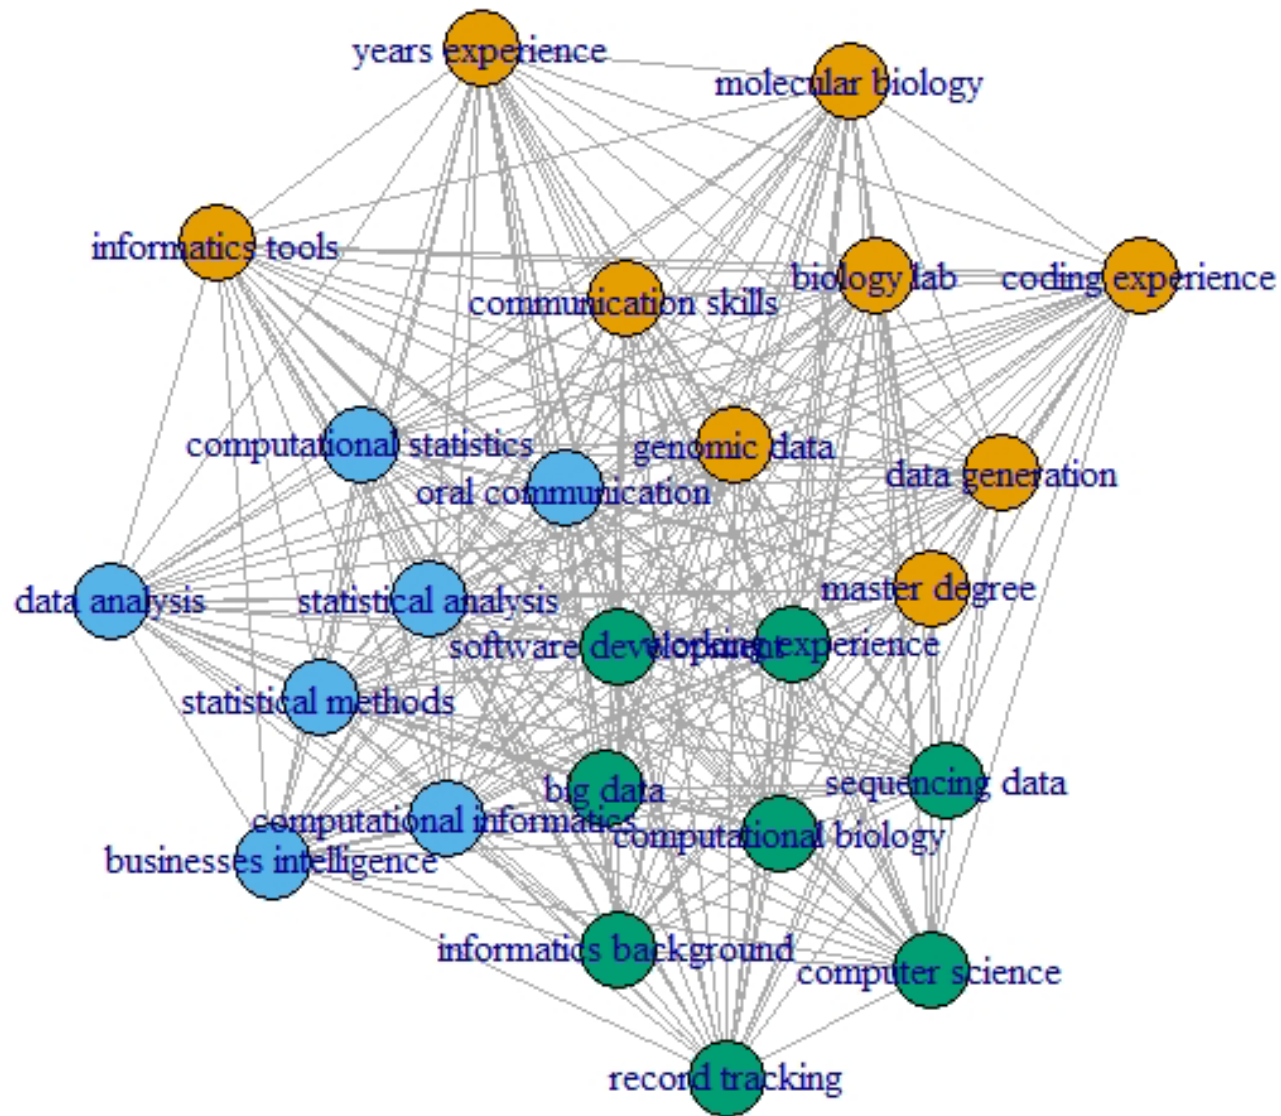 years experience
molecular biology
informatics tools
biology lab
coding experience
communication skills
computational statistics
genomic data
data generation
oral communication
master degree
data analysis
statistical analysis
software development
working experience
statistical methods
sequencing data
big data
computational informatics
computational biology
businesses intelligence
informatics background
computer science
record tracking